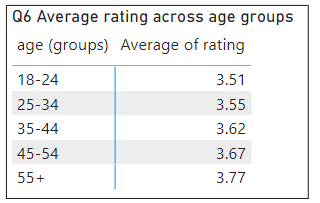 Q6 Average rating across age groups
age (groups) Average of rating
18-24 3.51
25-34 3.55
35-44 3.62
45-54 3.67
55+ 3.77